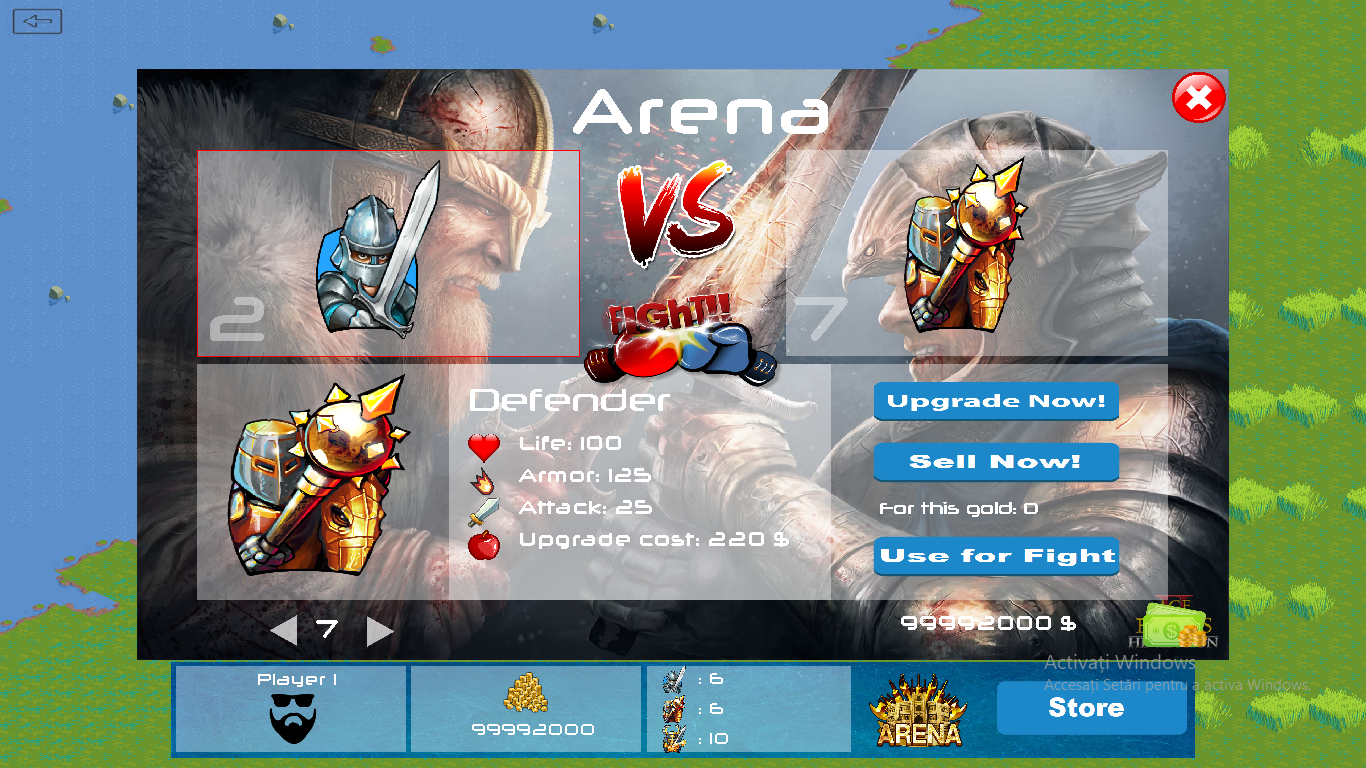 Arena
VS
2
7
FIGHT!!
Defender
Life: 100
Armor: 125
Attack: 25
Upgrade cost: 220 $
Upgrade Now!
Sell Now!
For this gold: 0
Use for Fight
7
99992000 $
Activați Windows
Accesați Setări pentru a activa Windows.
Player 1
99992000
: 6
: 6
: 10
ARENA
Store